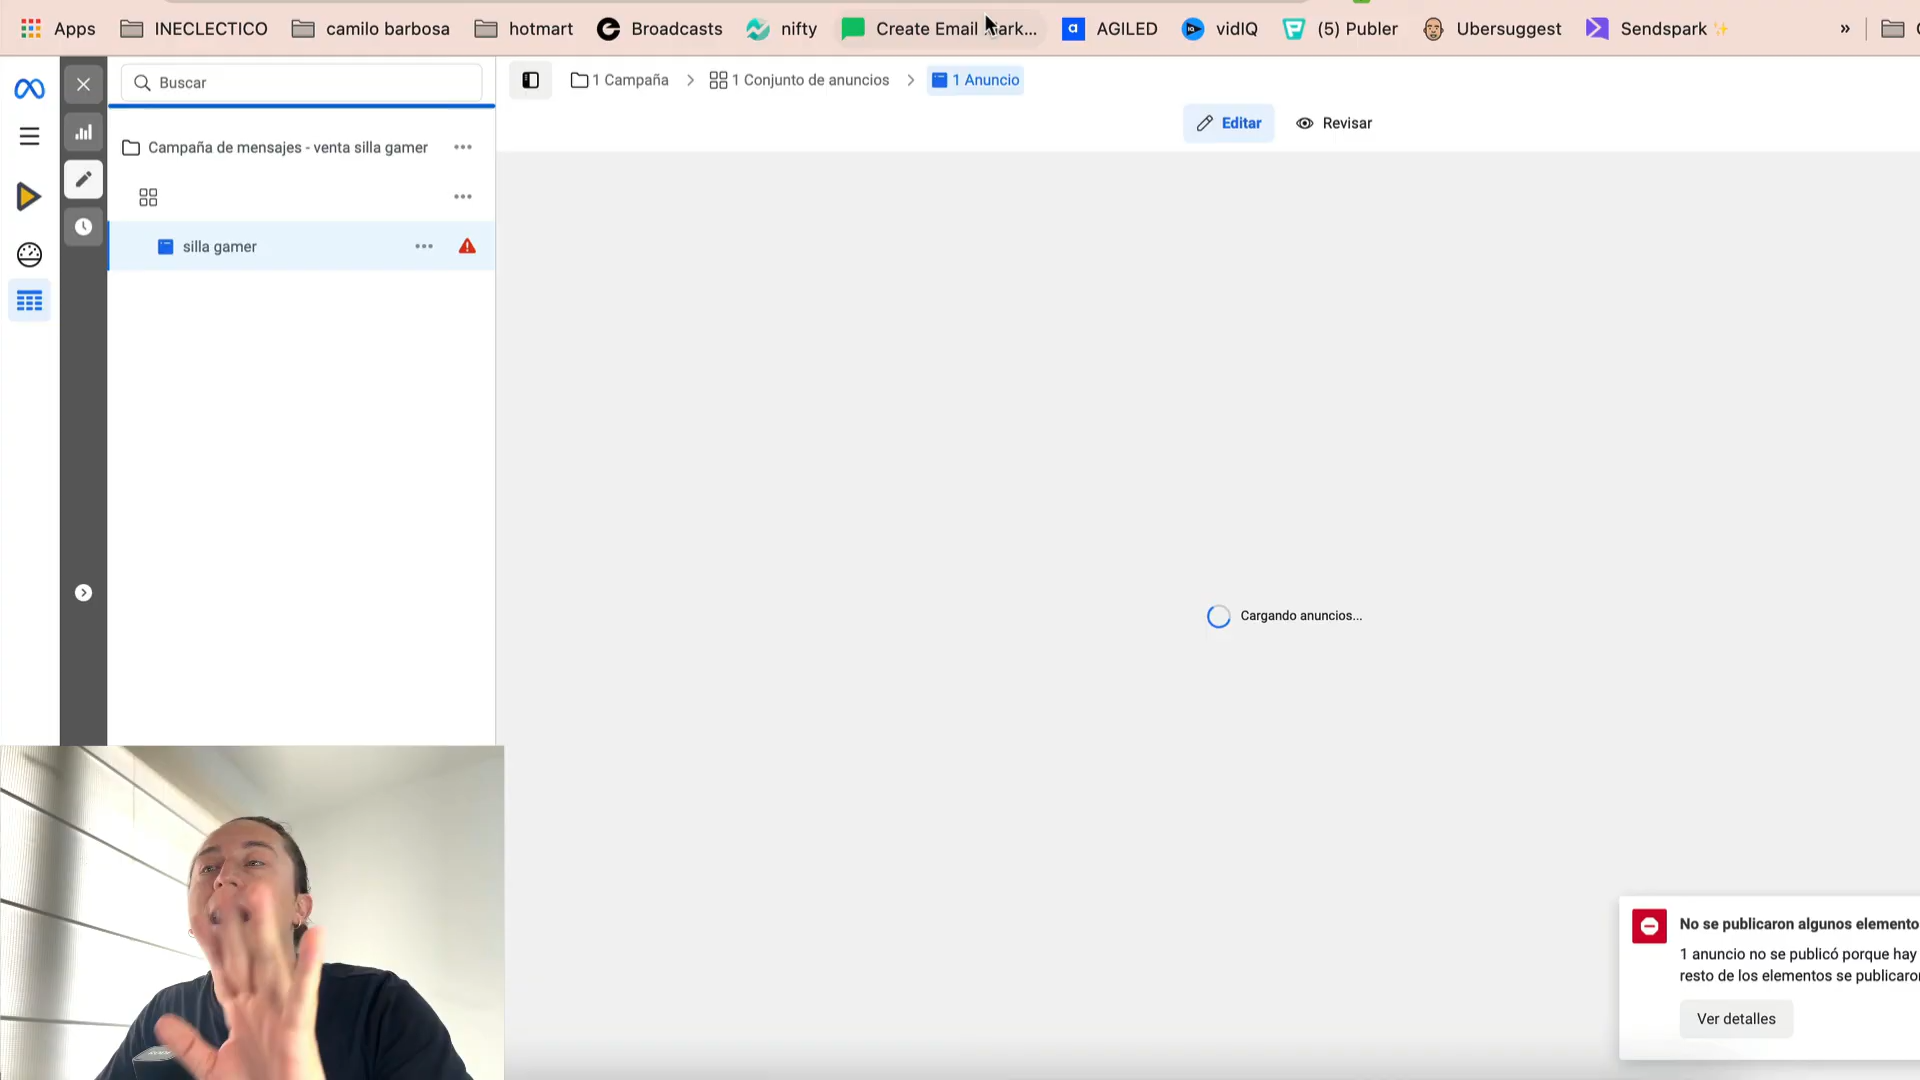 Apps INECLECTICO camilo barbosa hotmart Broadcasts nifty Create Email Mark... AGILED vidIQ (5) Publer Ubersuggest Sendspark »
Buscar
1 Campaña > 1 Conjunto de anuncios > 1 Anuncio
Editar Revisar
Campaña de mensajes - venta silla gamer
silla gamer
Cargando anuncios...
No se publicaron algunos elemento
1 anuncio no se publicó porque hay
resto de los elementos se publicaro
Ver detalles